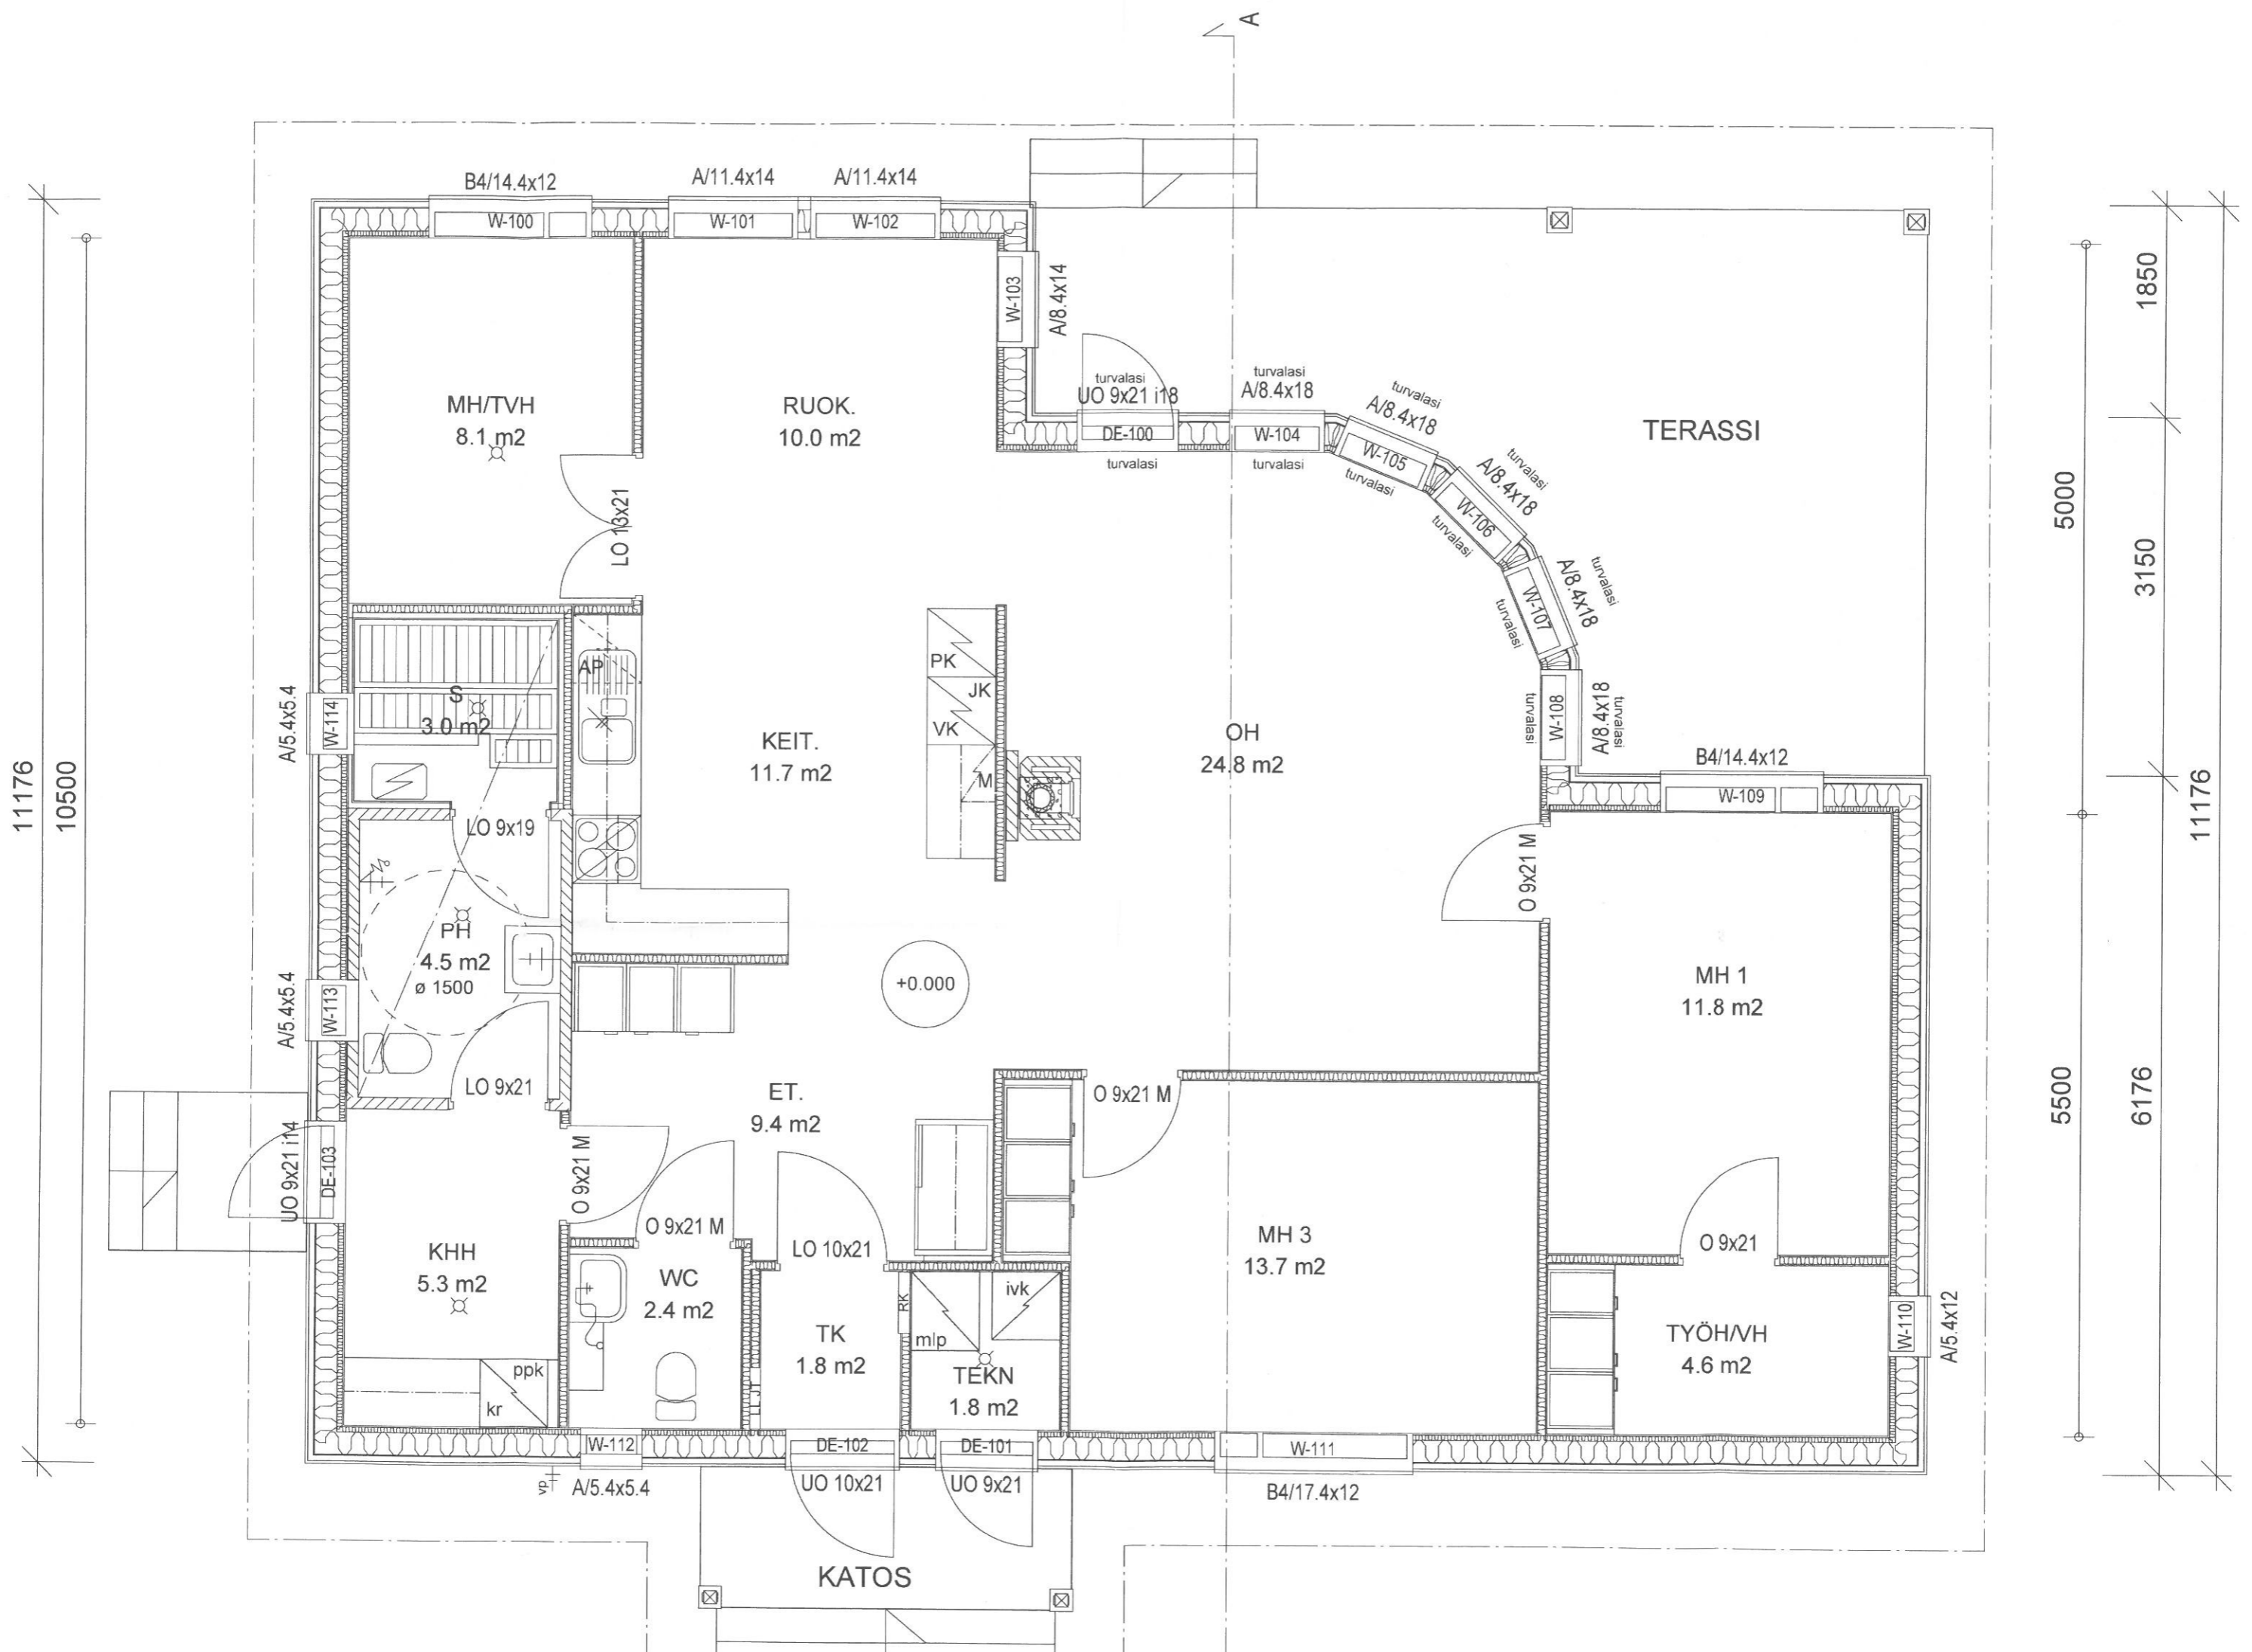 A
B4/14.4x12
A/11.4x14
A/11.4x14
W-100
W-101
W-102
W-103
A/8.4x14
MH/TVH
8.1 m2
RUOK.
10.0 m2
LO 13x21
turvalasi
UO 9x21 i18
DE-100
turvalasi
turvalasi
A/8.4x18
W-104
turvalasi
turvalasi
A/8.4x18
W-105
turvalasi
turvalasi
A/8.4x18
W-106
turvalasi
turvalasi
A/8.4x18
W-107
turvalasi
turvalasi
A/8.4x18
W-108
turvalasi
TERASSI
1850
3150
5000
5500
6176
11176
11176
10500
A/5.4x5.4
W-114
S
3.0 m2
AP
KEIT.
11.7 m2
PK
JK
VK
M
OH
24.8 m2
B4/14.4x12
W-109
LO 9x19
PH
4.5 m2
ø 1500
A/5.4x5.4
W-113
LO 9x21
+0.000
O 9x21 M
MH 1
11.8 m2
ET.
9.4 m2
O 9x21 M
UO 9x21 i14
DE-103
O 9x21 M
O 9x21 M
LO 10x21
KHH
5.3 m2
WC
2.4 m2
TK
1.8 m2
RK
mlp
ivk
TEKN
1.8 m2
MH 3
13.7 m2
O 9x21
TYÖH/VH
4.6 m2
W-110
A/5.4x12
ppk
kr
W-112
DE-102
DE-101
W-111
vp
A/5.4x5.4
UO 10x21
UO 9x21
B4/17.4x12
KATOS